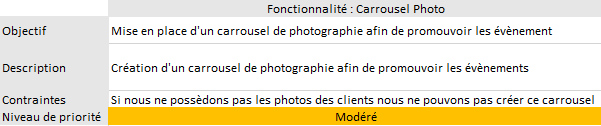 Fonctionnalité : Carrousel Photo
Objectif Mise en place d'un carrousel de photographie afin de promouvoir les évènement
Description Création d'un carrousel de photographie afin de promouvoir les évènements
Contraintes Si nous ne possèdons pas les photos des clients nous ne pouvons pas créer ce carrousel
Niveau de priorité Modéré